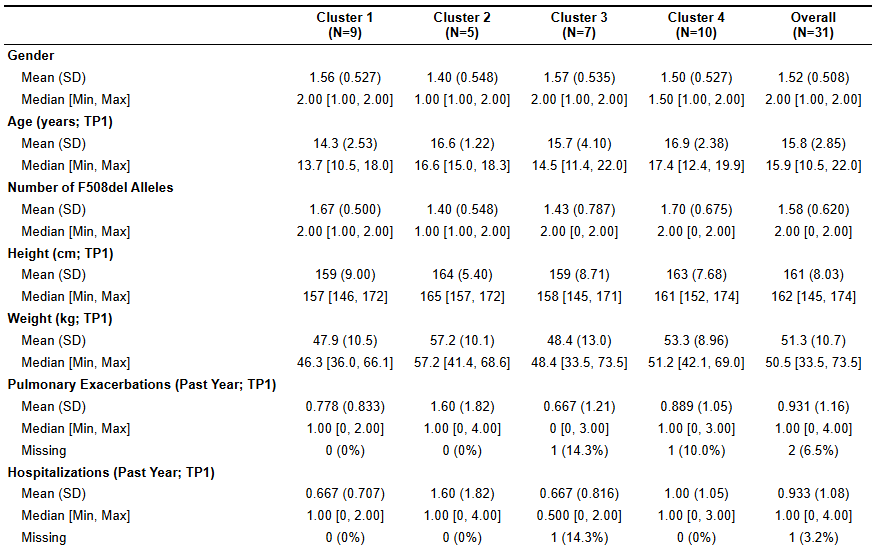 Cluster 1 Cluster 2 Cluster 3 Cluster 4 Overall
(N=9) (N=5) (N=7) (N=10) (N=31)
Gender
Mean (SD) 1.56 (0.527) 1.40 (0.548) 1.57 (0.535) 1.50 (0.527) 1.52 (0.508)
Median [Min, Max] 2.00 [1.00, 2.00] 1.00 [1.00, 2.00] 2.00 [1.00, 2.00] 1.50 [1.00, 2.00] 2.00 [1.00, 2.00]
Age (years; TP1)
Mean (SD) 14.3 (2.53) 16.6 (1.22) 15.7 (4.10) 16.9 (2.38) 15.8 (2.85)
Median [Min, Max] 13.7 [10.5, 18.0] 16.6 [15.0, 18.3] 14.5 [11.4, 22.0] 17.4 [12.4, 19.9] 15.9 [10.5, 22.0]
Number of F508del Alleles
Mean (SD) 1.67 (0.500) 1.40 (0.548) 1.43 (0.787) 1.70 (0.675) 1.58 (0.620)
Median [Min, Max] 2.00 [1.00, 2.00] 1.00 [1.00, 2.00] 2.00 [0, 2.00] 2.00 [0, 2.00] 2.00 [0, 2.00]
Height (cm; TP1)
Mean (SD) 159 (9.00) 164 (5.40) 159 (8.71) 163 (7.68) 161 (8.03)
Median [Min, Max] 157 [146, 172] 165 [157, 172] 158 [145, 171] 161 [152, 174] 162 [145, 174]
Weight (kg; TP1)
Mean (SD) 47.9 (10.5) 57.2 (10.1) 48.4 (13.0) 53.3 (8.96) 51.3 (10.7)
Median [Min, Max] 46.3 [36.0, 66.1] 57.2 [41.4, 68.6] 48.4 [33.5, 73.5] 51.2 [42.1, 69.0] 50.5 [33.5, 73.5]
Pulmonary Exacerbations (Past Year; TP1)
Mean (SD) 0.778 (0.833) 1.60 (1.82) 0.667 (1.21) 0.889 (1.05) 0.931 (1.16)
Median [Min, Max] 1.00 [0, 2.00] 1.00 [0, 4.00] 0 [0, 3.00] 1.00 [0, 3.00] 1.00 [0, 4.00]
Missing 0 (0%) 0 (0%) 1 (14.3%) 1 (10.0%) 2 (6.5%)
Hospitalizations (Past Year; TP1)
Mean (SD) 0.667 (0.707) 1.60 (1.82) 0.667 (0.816) 1.00 (1.05) 0.933 (1.08)
Median [Min, Max] 1.00 [0, 2.00] 1.00 [0, 4.00] 0.500 [0, 2.00] 1.00 [0, 3.00] 1.00 [0, 4.00]
Missing 0 (0%) 0 (0%) 1 (14.3%) 0 (0%) 1 (3.2%)